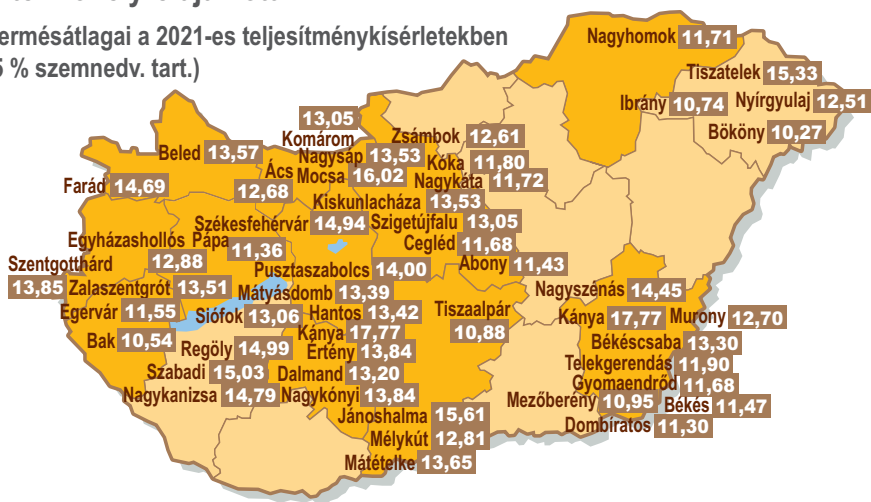 ermésátlagai a 2021-es teljesítménykísérletekben
5 % szemnedv. tart.)
Nagyhomok 11,71
Tiszatelek 15,33
Ibrány 10,74 Nyírgyulaj 12,51
Bököny 10,27
13,05
Komárom
Zsámbok 12,61
Beled 13,57
Nagysáp 13,53
Kóka 11,80
Ács
12,68
Mocsa 16,02
Nagykáta 11,72
Farád 14,69
Kiskunlacháza 13,53
Székesfehérvár 14,94
Szigetújfalu 13,05
Egyházashollós
12,88
Pápa
11,36
Cegléd 11,68
Szentgotthárd
13,85
Pusztaszabolcs 14,00
Abony 11,43
Zalaszentgrót 13,51
Mátyásdomb 13,39
Nagyszénás 14,45
Egérvár 11,55
Siófok 13,06
Hantos 13,42
Tiszaalpár
10,88
Kánya 17,77
Murony 12,70
Bak 10,54
Kánya 17,77
Regöly 14,99
Értény 13,84
Békéscsaba 13,30
Szabadi 15,03
Dalmand 13,20
Telekgerendás 11,90
Gyomaendrőd 11,68
Nagykanizsa 14,79
Nagykónyi 13,84
Mezőberény 10,95
Békés 11,47
Jánoshalma 15,61
Dombíratos 11,30
Mélykút 12,81
Mátételke 13,65